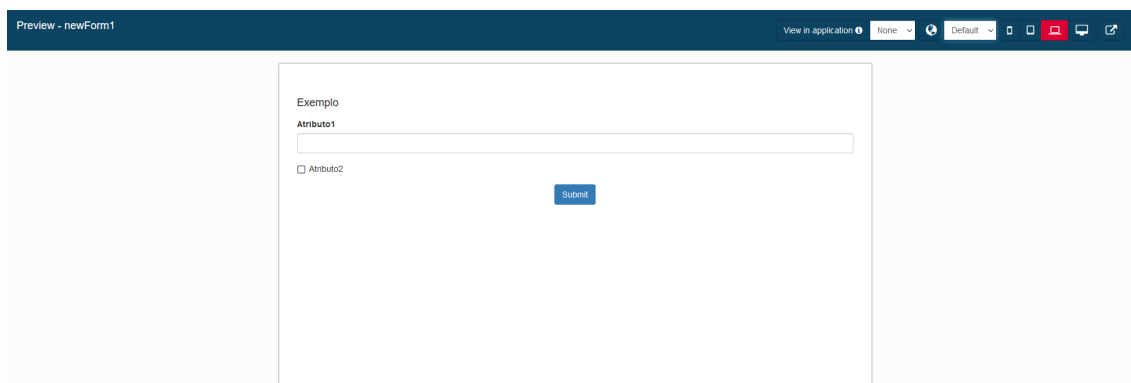 Preview - newForm1
View in application
None
Default
Exemplo
Atributo1
Atributo2
Submit